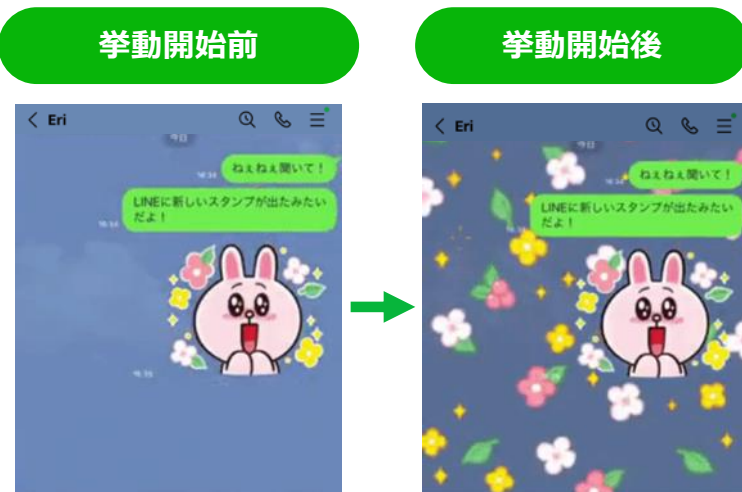 挙動開始前
挙動開始後
Eri
今日
ねぇねぇ聞いて！
LINEに新しいスタンプが出たみたい
だよ！
Eri
今日
ねぇねぇ聞いて！
LINEに新しいスタンプが出たみたい
だよ！